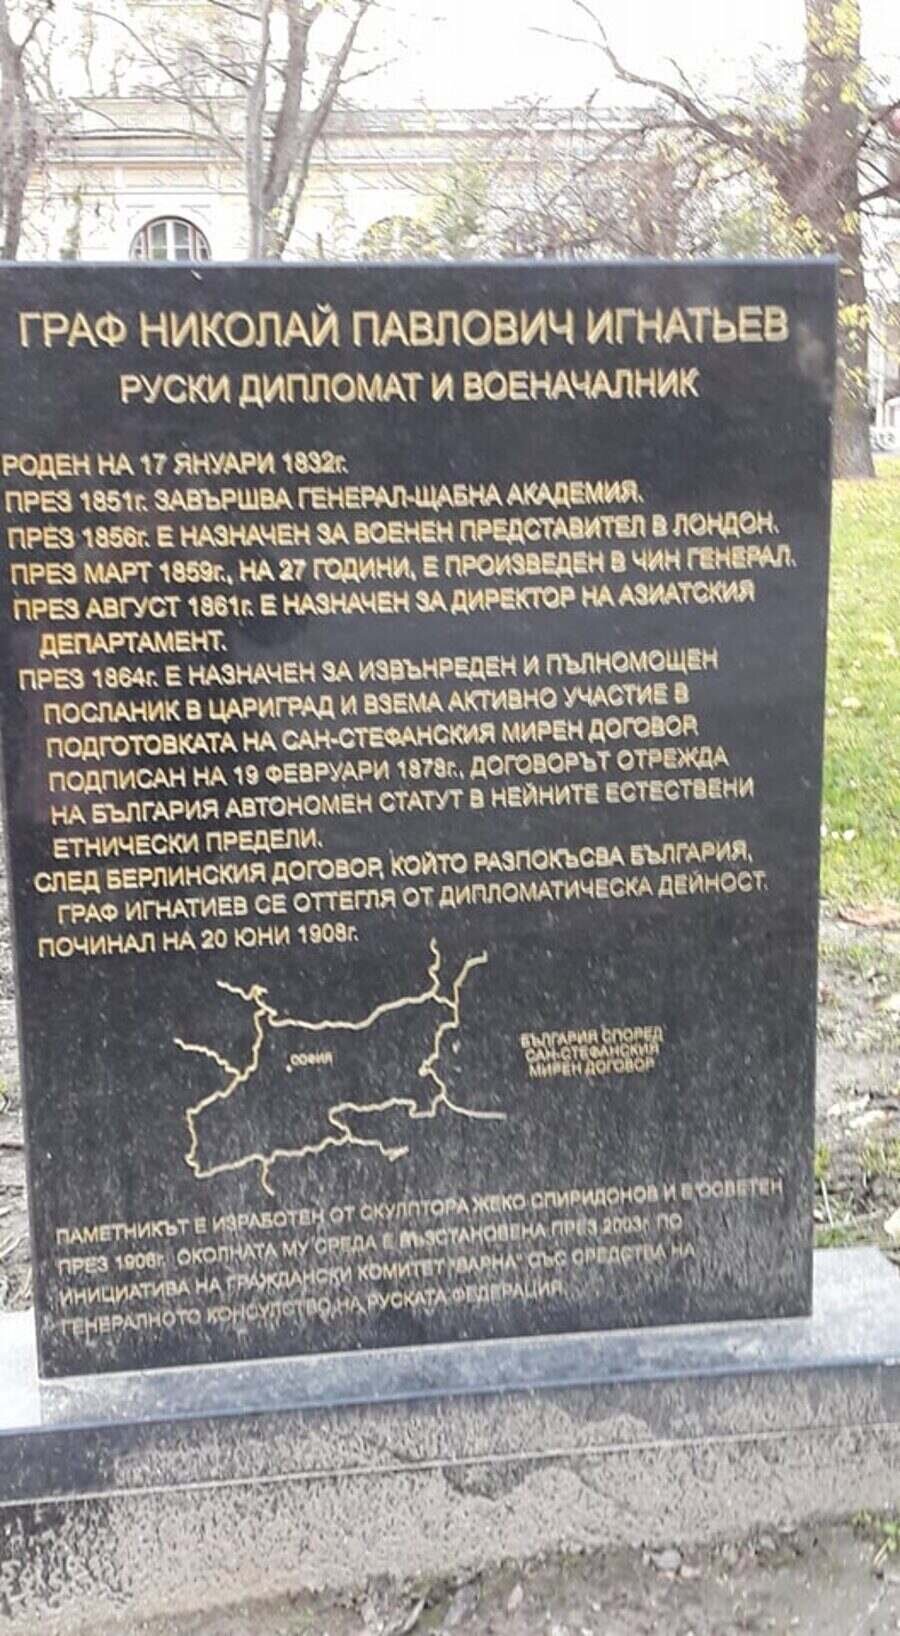 ГРАФ НИКОЛАЙ ПАВЛОВИЧ ИГНАТЬЕВ
РУСКИ ДИПЛОМАТ И ВОЕНАЧАЛНИК
РОДЕН НА 17 ЯНУАРИ 1832г.
ПРЕЗ 1851г. ЗАВЪРШВА ГЕНЕРАЛ-ЩАБНА АКАДЕМИЯ.
ПРЕЗ 1856г. Е НАЗНАЧЕН ЗА ВОЕНЕН ПРЕДСТАВИТЕЛ В ЛОНДОН.
ПРЕЗ МАРТ 1859г., НА 27 ГОДИНИ, Е ПРОИЗВЕДЕН В ЧИН ГЕНЕРАЛ.
ПРЕЗ АВГУСТ 1861г. Е НАЗНАЧЕН ЗА ДИРЕКТОР НА АЗИАТСКИЯ
ДЕПАРТАМЕНТ.
ПРЕЗ 1864г. Е НАЗНАЧЕН ЗА ИЗВЪНРЕДЕН И ПЪЛНОМОЩЕН
ПОСЛАНИК В ЦАРИГРАД И ВЗЕМА АКТИВНО УЧАСТИЕ В
ПОДГОТОВКАТА НА САН-СТЕФАНСКИЯ МИРЕН ДОГОВОР.
ПОДПИСАН НА 19 ФЕВРУАРИ 1878г., ДОГОВОРЪТ ОТРЕЖДА
НА БЪЛГАРИЯ АВТОНОМЕН СТАТУТ В НЕЙНИТЕ ЕСТЕСТВЕНИ
ЕТНИЧЕСКИ ПРЕДЕЛИ.
СЛЕД БЕРЛИНСКИЯ ДОГОВОР, КОЙТО РАЗПОКЪСВА БЪЛГАРИЯ,
ГРАФ ИГНАТИЕВ СЕ ОТТЕГЛЯ ОТ ДИПЛОМАТИЧЕСКА ДЕЙНОСТ.
ПОЧИНАЛ НА 20 ЮНИ 1908г.
СОФИЯ
БЪЛГАРИЯ СПОРЕД
САН-СТЕФАНСКИЯ
МИРЕН ДОГОВОР
ПАМЕТНИКЪТ Е ИЗРАБОТЕН ОТ СКУЛПТОРА ЖЕКО СПИРИДОНОВ И Е ОСВЕТЕН
ПРЕЗ 1908г. ОКОЛНАТА МУ СРЕДА Е ВЪЗСТАНОВЕНА ПРЕЗ 2003г. ПО
ИНИЦИАТИВА НА ГРАЖДАНСКИ КОМИТЕТ "ВАРНА" СЪС СРЕДСТВА НА
ГЕНЕРАЛНОТО КОНСУЛСТВО НА РУСКАТА ФЕДЕРАЦИЯ.